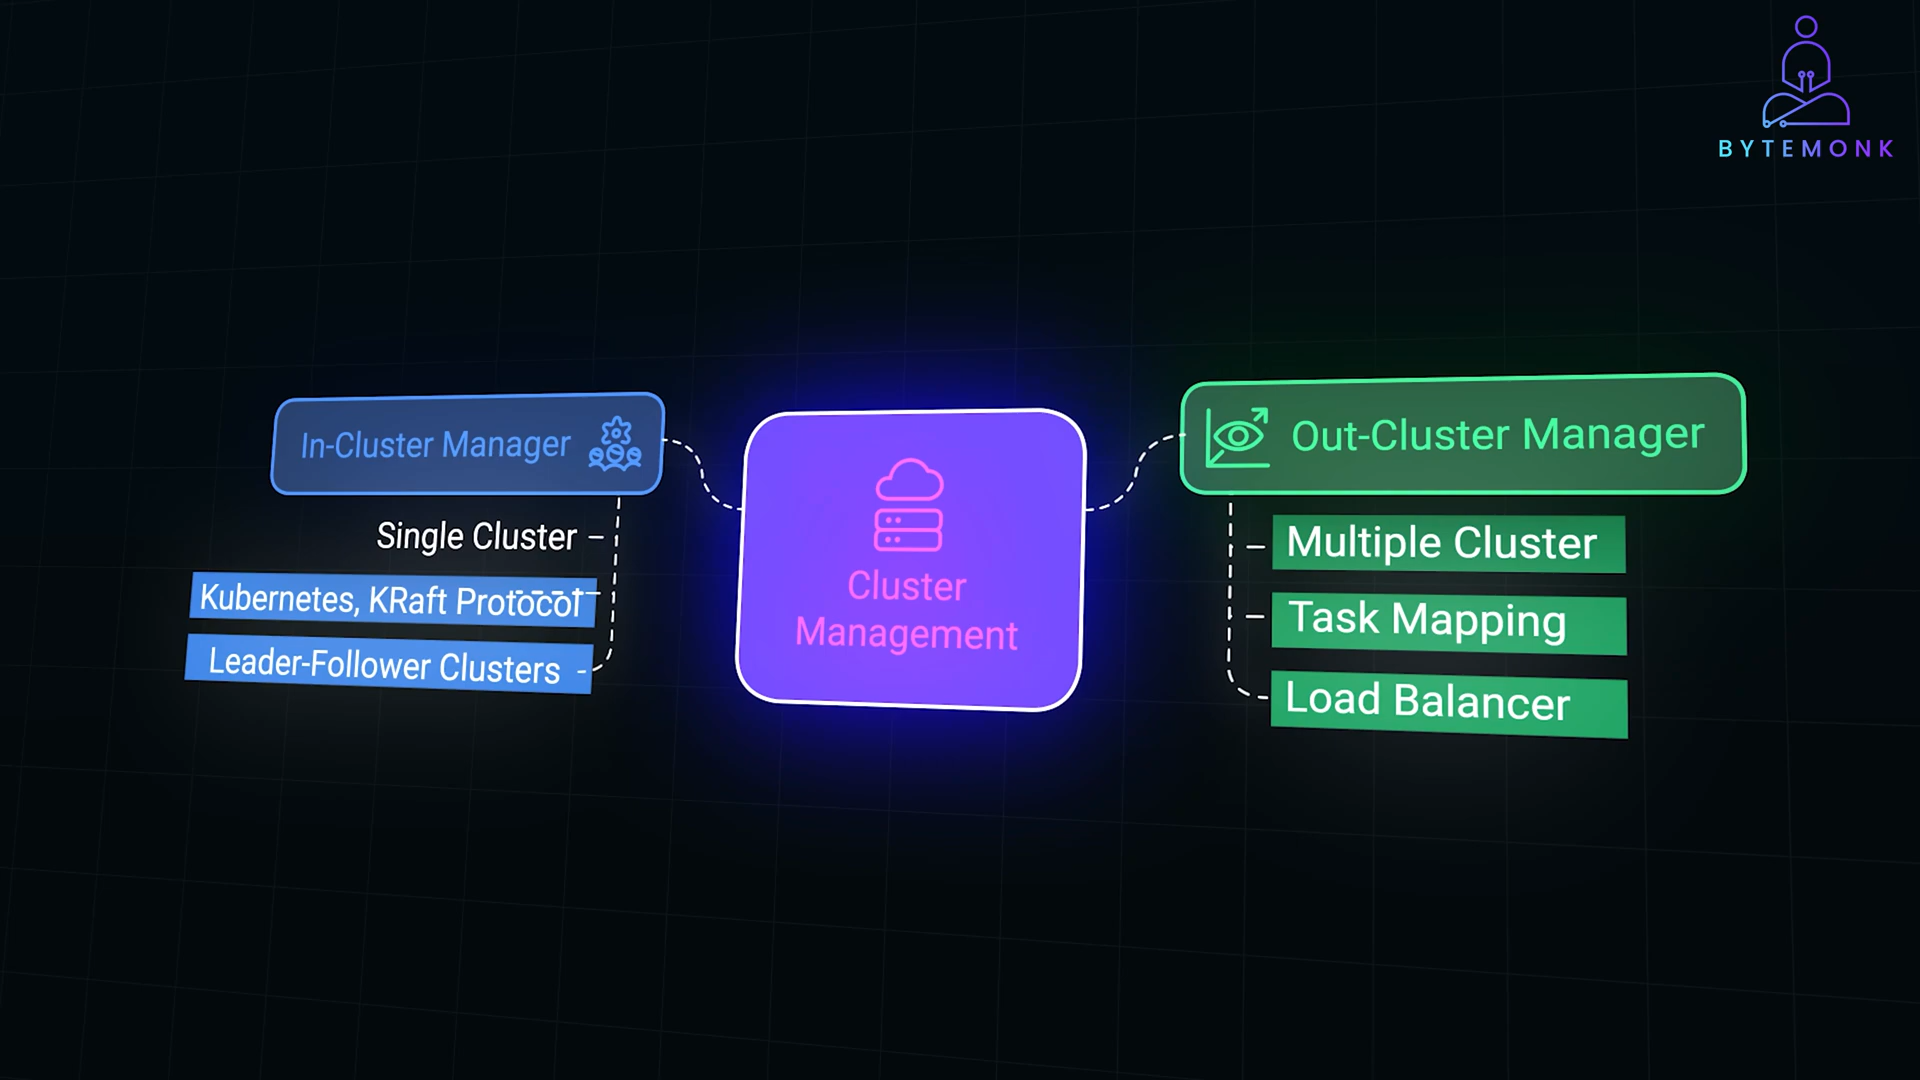 BYTEMONK
In-Cluster Manager
Single Cluster
Kubernetes, KRaft Protocol
Leader-Follower Clusters
Cluster
Management
Out-Cluster Manager
Multiple Cluster
Task Mapping
Load Balancer